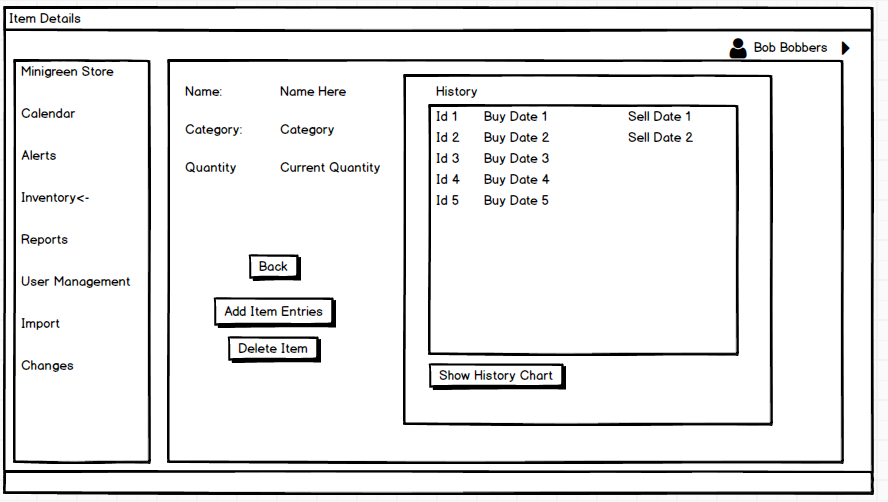 Item Details
Bob Bobbers
Minigreen Store
Calendar
Alerts
Inventory<-
Reports
User Management
Import
Changes
Name: Name Here
Category: Category
Quantity Current Quantity
Back
Add Item Entries
Delete Item
History
Id 1 Buy Date 1 Sell Date 1
Id 2 Buy Date 2 Sell Date 2
Id 3 Buy Date 3
Id 4 Buy Date 4
Id 5 Buy Date 5
Show History Chart